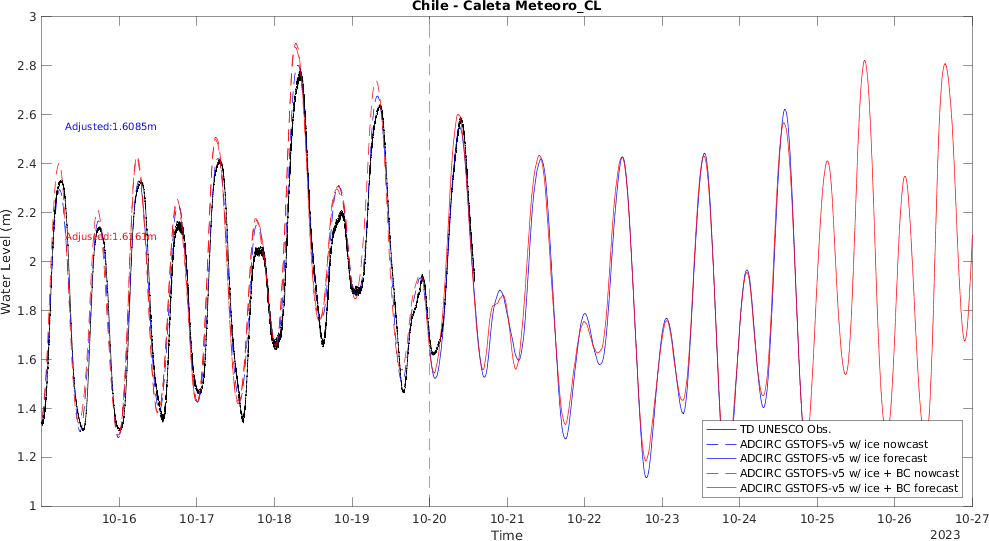 Chile - Caleta Meteoro_CL
3
2.8
2.6
2.4
2.2
2
1.8
1.6
1.4
1.2
1
Water Level (m)
Adjusted:1.6085m
Adjusted:1.6161m
TD UNESCO Obs.
ADCIRC GSTOFS-v5 w/ ice nowcast
ADCIRC GSTOFS-v5 w/ ice forecast
ADCIRC GSTOFS-v5 w/ ice + BC nowcast
ADCIRC GSTOFS-v5 w/ ice + BC forecast
10-16 10-17 10-18 10-19 10-20 10-21 10-22 10-23 10-24 10-25 10-26 10-27
Time
2023